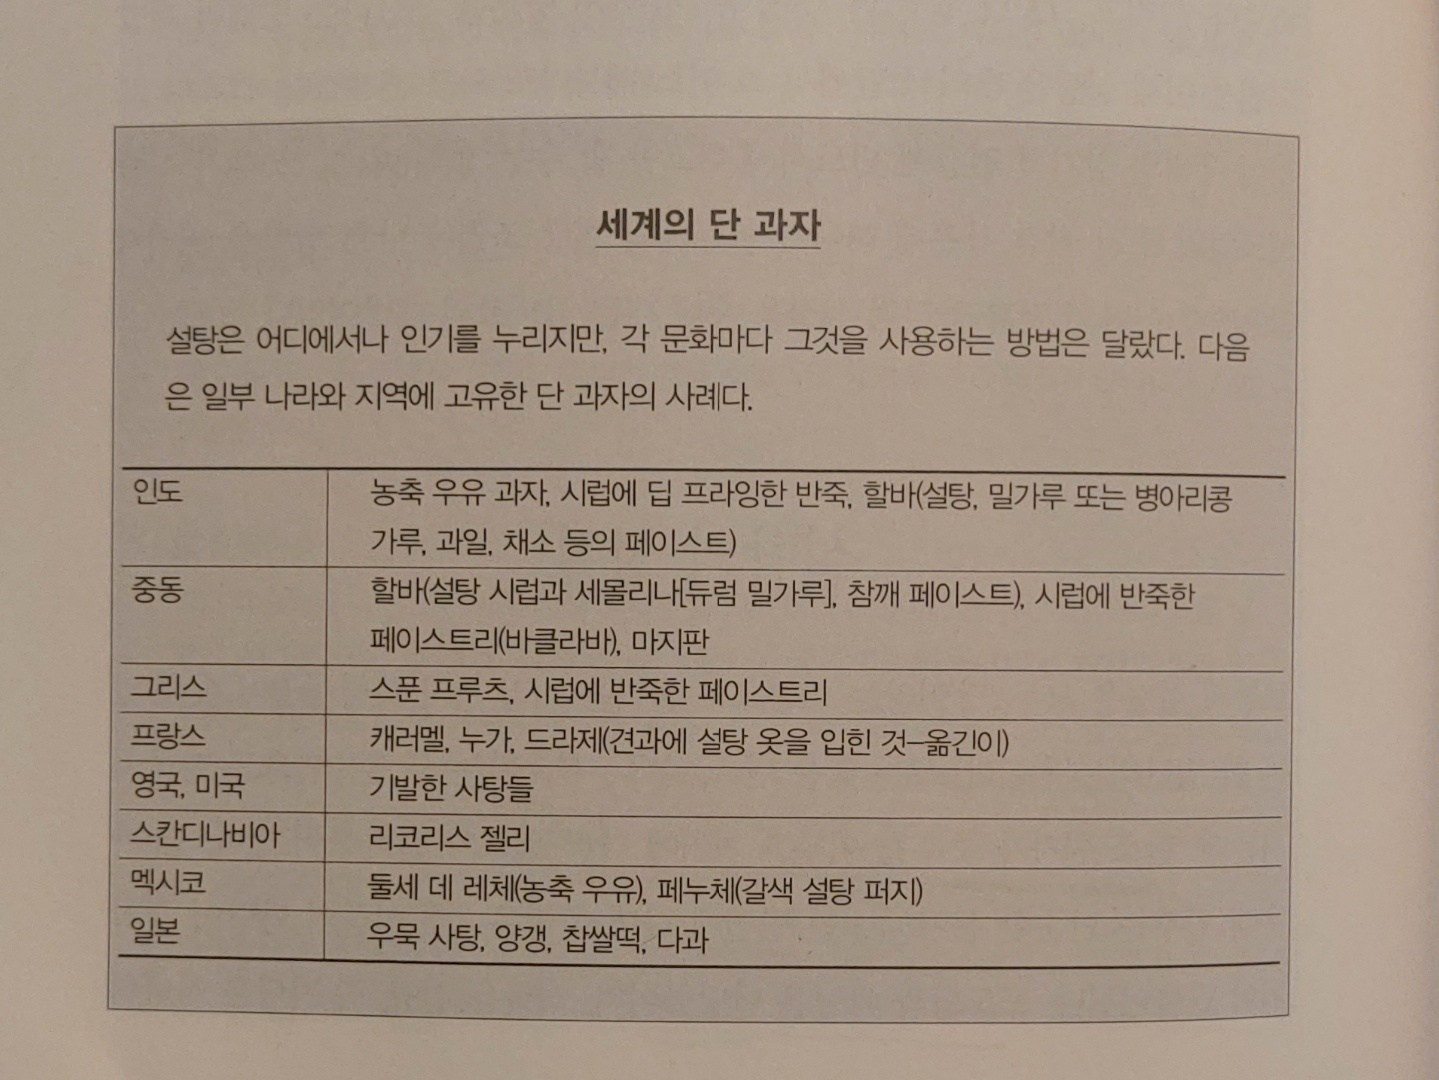 세계의 단 과자
설탕은 어디에서나 인기를 누리지만, 각 문화마다 그것을 사용하는 방법은 달랐다. 다음
은 일부 나라와 지역에 고유한 단 과자의 사례다.
인도
농축 우유 과자, 시럽에 딥 프라잉한 반죽, 할바(설탕, 밀가루 또는 병아리콩
가루, 과일, 채소 등의 페이스트)
중동
할바(설탕 시럽과 세몰리나[듀럼 밀가루], 참깨 페이스트), 시럽에 반죽한
페이스트리(바클라바), 마지판
그리스
스푼 프루츠, 시럽에 반죽한 페이스트리
프랑스
캐러멜, 누가, 드라제(견과에 설탕 옷을 입힌 것—옮긴이)
영국, 미국
기발한 사탕들
스칸디나비아
리코리스 젤리
멕시코
둘세 데 레체(농축 우유), 페누체(갈색 설탕 퍼지)
일본
우묵 사탕, 양갱, 찹쌀떡, 다과